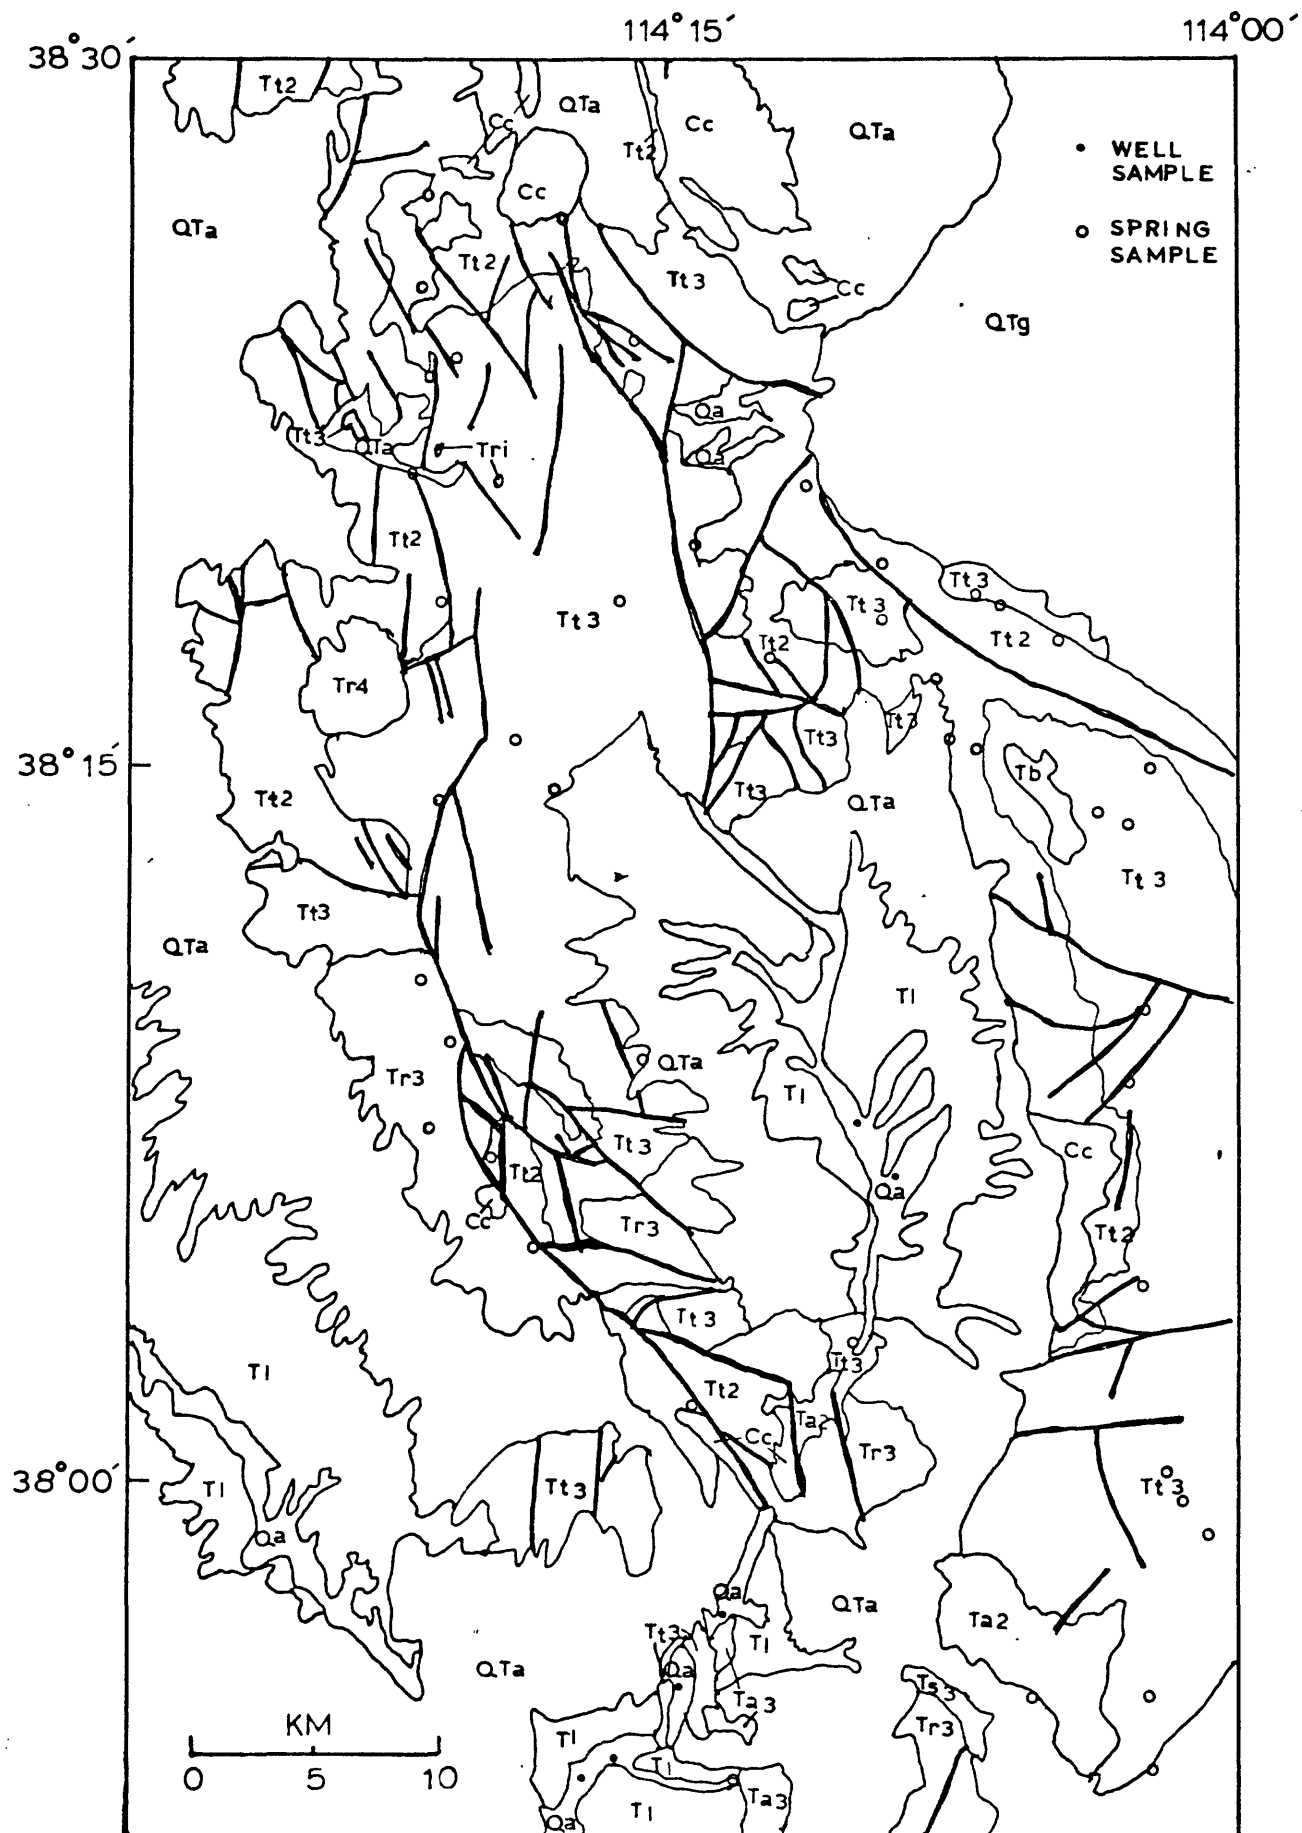 114°15′
114°00′
38°30′
Tt2
QTa
Cc
Cc
QTa
Tt2
WELL
SAMPLE
Cc
SPRING
SAMPLE
QTa
Tt2
Tt3
Cc
QTg
Qa
Tt3
QTa
Tri
Qa
Tt2
Tt3
Tt3
Tt3
Tt2
Tt2
Tr4
Tt3
Tt3
38°15′
Tb
Tt2
Tt3
QTa
Tt3
Tt3
QTa
Tl
QTa
Tr3
Tl
Tt3
Cc
Tt2
Qa
Cc
Tr3
Tt2
Tt3
Tt3
Tl
Tt2
Ta2
Cc
Tr3
38°00′
Tl
Tt3
Tt3
Qa
Qa
QTa
Ta2
Tt3
Tl
QTa
Qa
Ts3
Ta3
KM
Tl
Tr3
Tl
0 5 10
Ta3
Tl
Qa